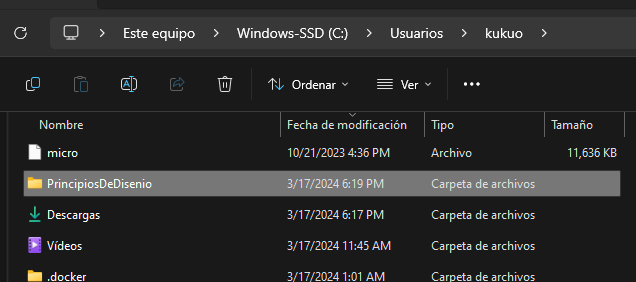 Este equipo > Windows-SSD (C:) > Usuarios > kukuo >
Ordenar Ver ...
Nombre Fecha de modificación Tipo Tamaño
micro 10/21/2023 4:36 PM Archivo 11,636 KB
PrincipiosDeDisenio 3/17/2024 6:19 PM Carpeta de archivos
Descargas 3/17/2024 6:17 PM Carpeta de archivos
Vídeos 3/17/2024 11:45 AM Carpeta de archivos
.docker 3/17/2024 1:01 AM Carpeta de archivos